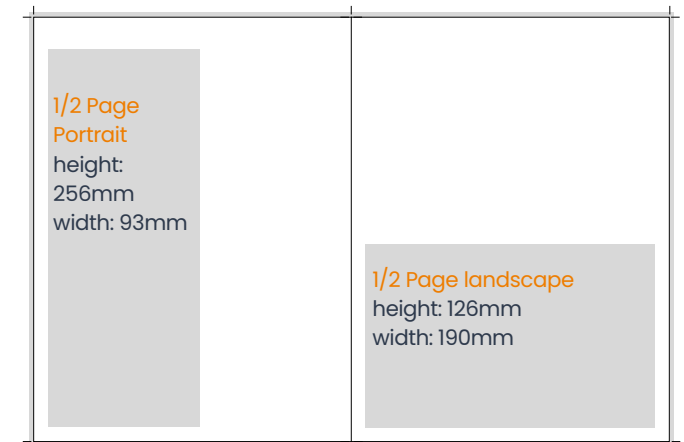 1/2 Page
Portrait
height:
256mm
width: 93mm
1/2 Page landscape
height: 126mm
width: 190mm